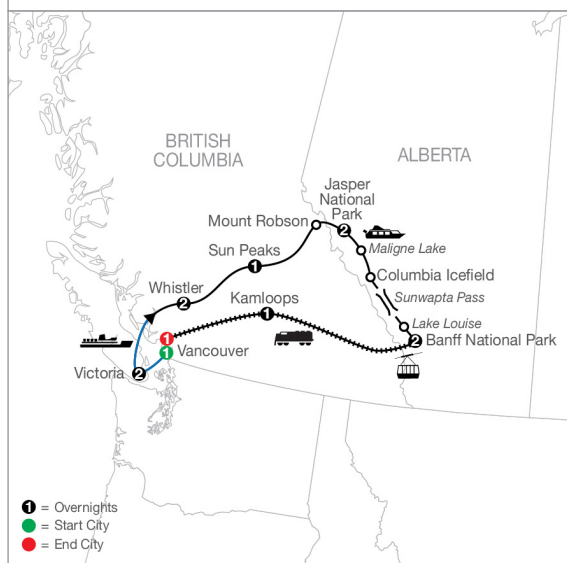 BRITISH
COLUMBIA
ALBERTA
Jasper
National
Park
2
Mount Robson
Maligne Lake
Sun Peaks
1
Columbia Icefield
Whistler
2
Kamloops
1
Sunwapta Pass
Lake Louise
1
1
Vancouver
2
Banff National Park
Victoria
2
1 = Overnights
= Start City
= End City